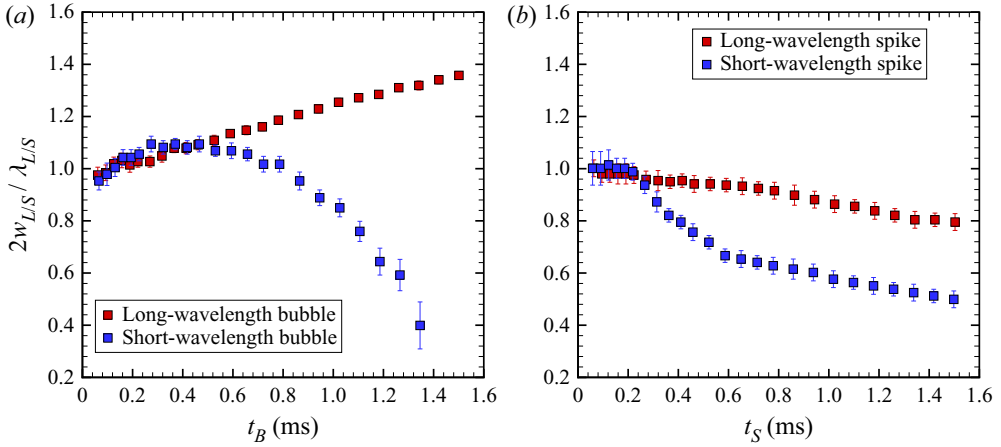 (a)
1.6
1.4
1.2
1.0
0.8
0.6
0.4
0.2
2w_{L/S} / λ_{L/S}
Long-wavelength bubble
Short-wavelength bubble
0 0.2 0.4 0.6 0.8 1.0 1.2 1.4 1.6
t_B (ms)
(b)
1.6
1.4
1.2
1.0
0.8
0.6
0.4
0.2
Long-wavelength spike
Short-wavelength spike
0 0.2 0.4 0.6 0.8 1.0 1.2 1.4 1.6
t_S (ms)